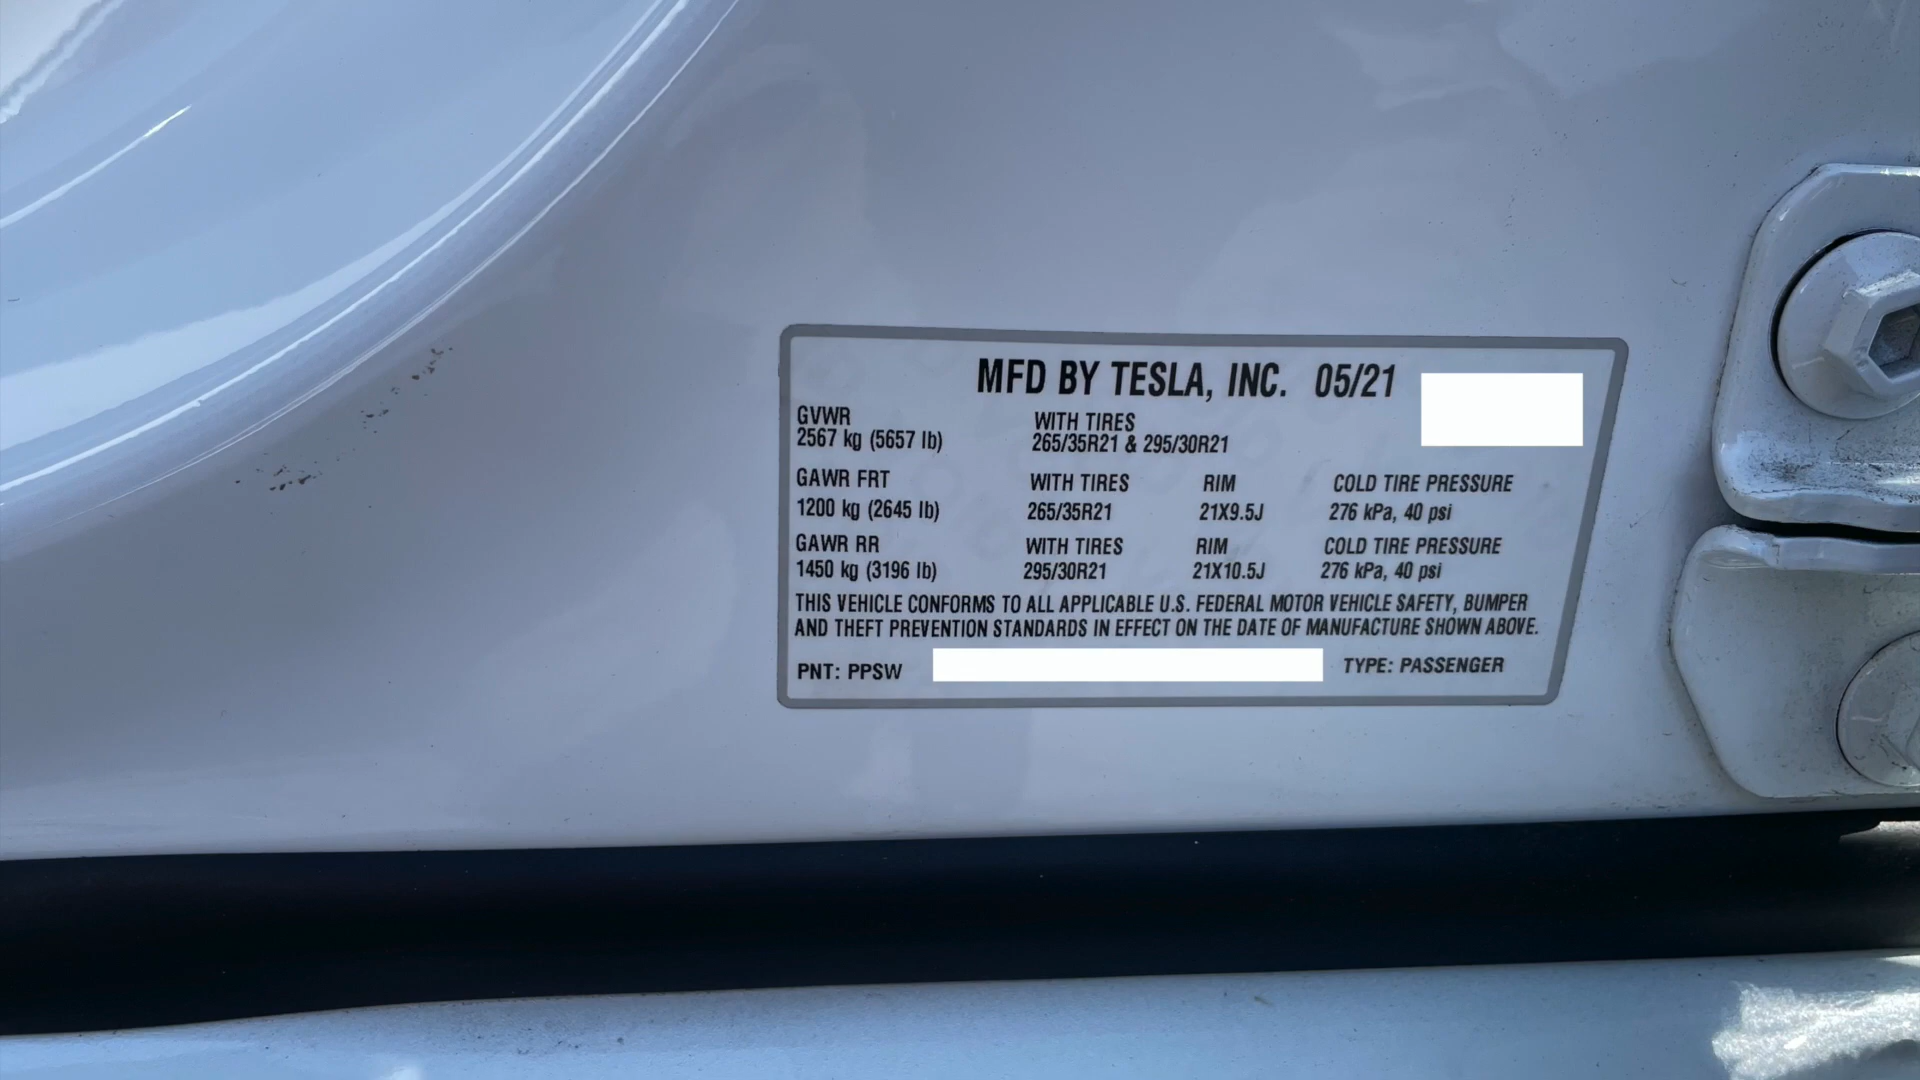 MFD BY TESLA, INC. 05/21
GVWR WITH TIRES
2567 kg (5657 lb) 265/35R21 & 295/30R21
GAWR FRT WITH TIRES RIM COLD TIRE PRESSURE
1200 kg (2645 lb) 265/35R21 21X9.5J 276 kPa, 40 psi
GAWR RR WITH TIRES RIM COLD TIRE PRESSURE
1450 kg (3196 lb) 295/30R21 21X10.5J 276 kPa, 40 psi
THIS VEHICLE CONFORMS TO ALL APPLICABLE U.S. FEDERAL MOTOR VEHICLE SAFETY, BUMPER
AND THEFT PREVENTION STANDARDS IN EFFECT ON THE DATE OF MANUFACTURE SHOWN ABOVE.
PNT: PPSW TYPE: PASSENGER